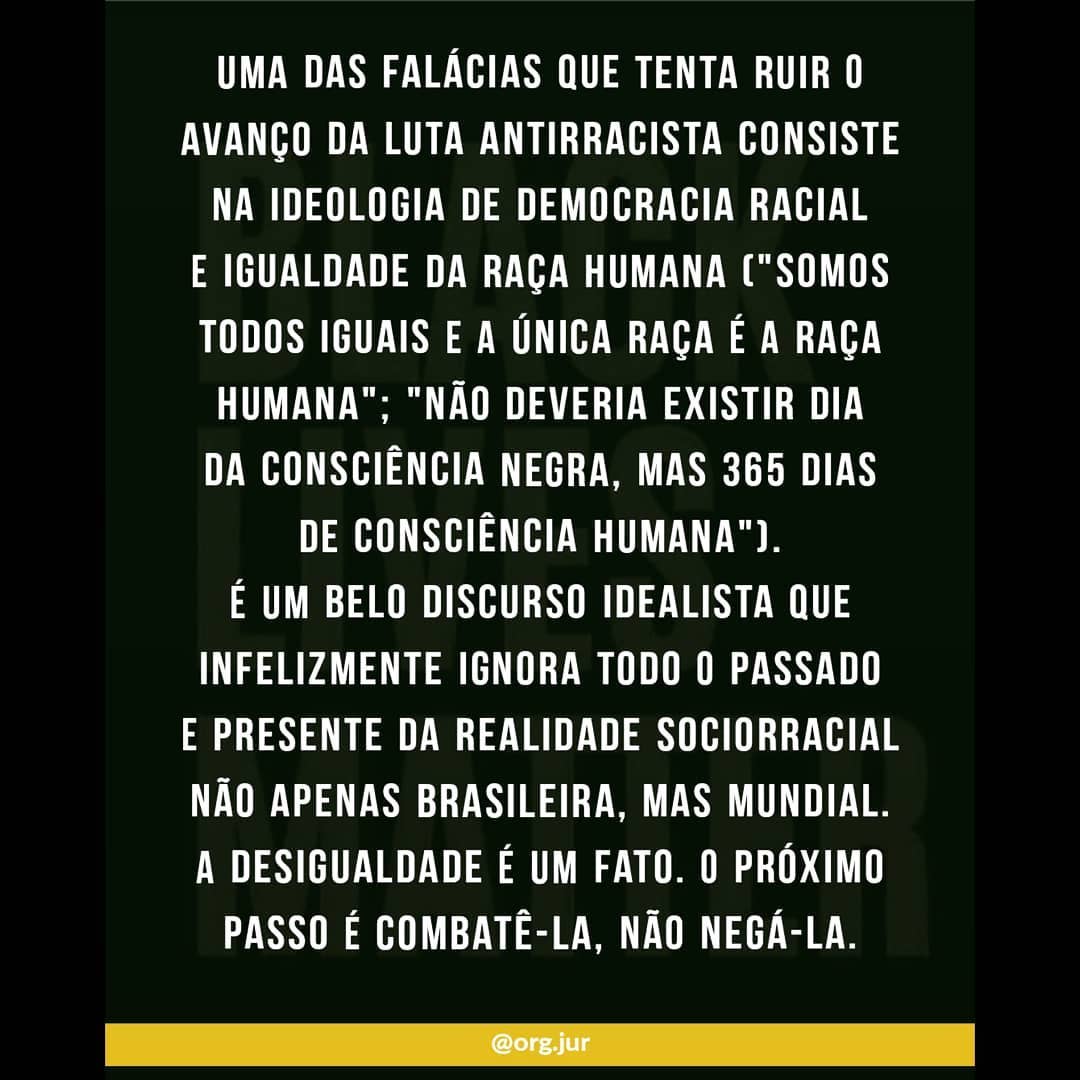 UMA DAS FALÁCIAS QUE TENTA RUIR O
AVANÇO DA LUTA ANTIRRACISTA CONSISTE
NA IDEOLOGIA DE DEMOCRACIA RACIAL
E IGUALDADE DA RAÇA HUMANA ("SOMOS
TODOS IGUAIS E A ÚNICA RAÇA É A RAÇA
HUMANA"; "NÃO DEVERIA EXISTIR DIA
DA CONSCIÊNCIA NEGRA, MAS 365 DIAS
DE CONSCIÊNCIA HUMANA").
É UM BELO DISCURSO IDEALISTA QUE
INFELIZMENTE IGNORA TODO O PASSADO
E PRESENTE DA REALIDADE SOCIORRACIAL
NÃO APENAS BRASILEIRA, MAS MUNDIAL.
A DESIGUALDADE É UM FATO. O PRÓXIMO
PASSO É COMBATÊ-LA, NÃO NEGÁ-LA.
BLACK
LIVES
MATTER
@org.jur